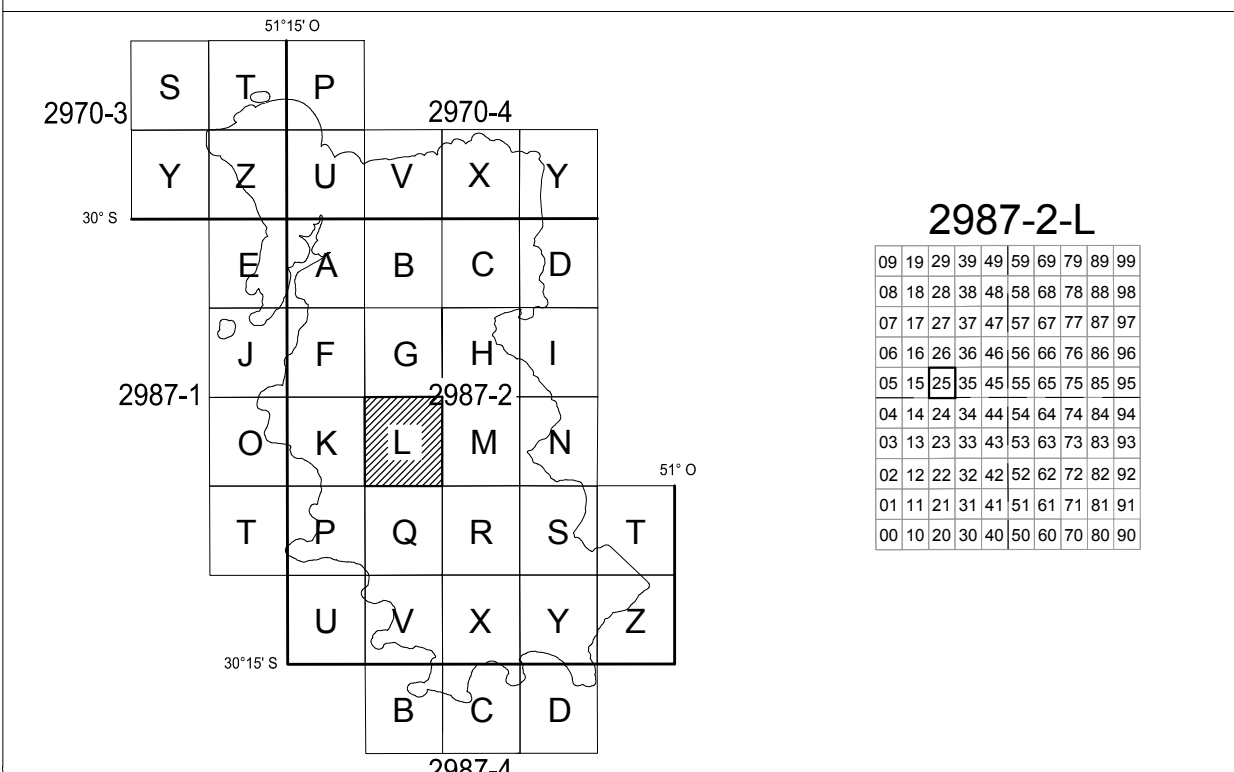 51°15' O
S T P
2970-3
2970-4
Y Z U V X Y
30° S
E A B C D
J F G H I
2987-1
2987-2
O K L M N
51° O
T P Q R S T
U V X Y Z
30°15' S
B C D
2987-4
2987-2-L
09 19 29 39 49 59 69 79 89 99
08 18 28 38 48 58 68 78 88 98
07 17 27 37 47 57 67 77 87 97
06 16 26 36 46 56 66 76 86 96
05 15 25 35 45 55 65 75 85 95
04 14 24 34 44 54 64 74 84 94
03 13 23 33 43 53 63 73 83 93
02 12 22 32 42 52 62 72 82 92
01 11 21 31 41 51 61 71 81 91
00 10 20 30 40 50 60 70 80 90